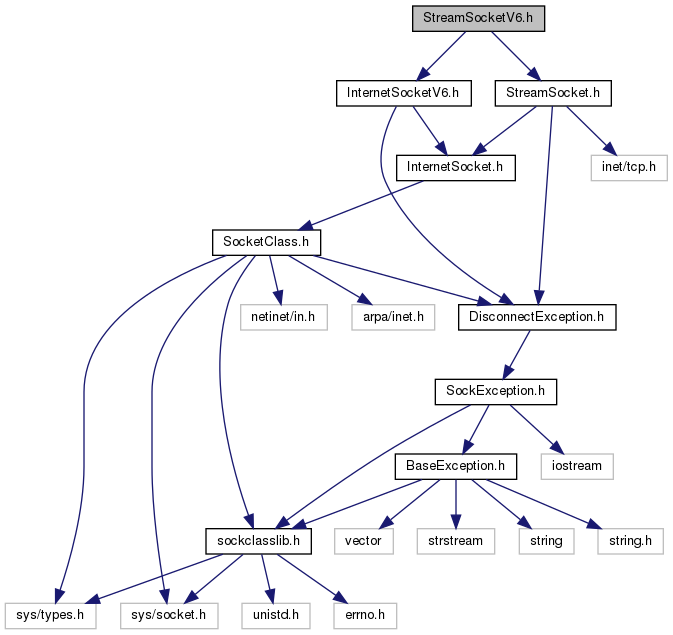 StreamSocketV6.h
InternetSocketV6.h
StreamSocket.h
InternetSocket.h
inet/tcp.h
SocketClass.h
netinet/in.h
arpa/inet.h
DisconnectException.h
SockException.h
BaseException.h
iostream
sockclasslib.h
vector
strstream
string
string.h
sys/types.h
sys/socket.h
unistd.h
errno.h